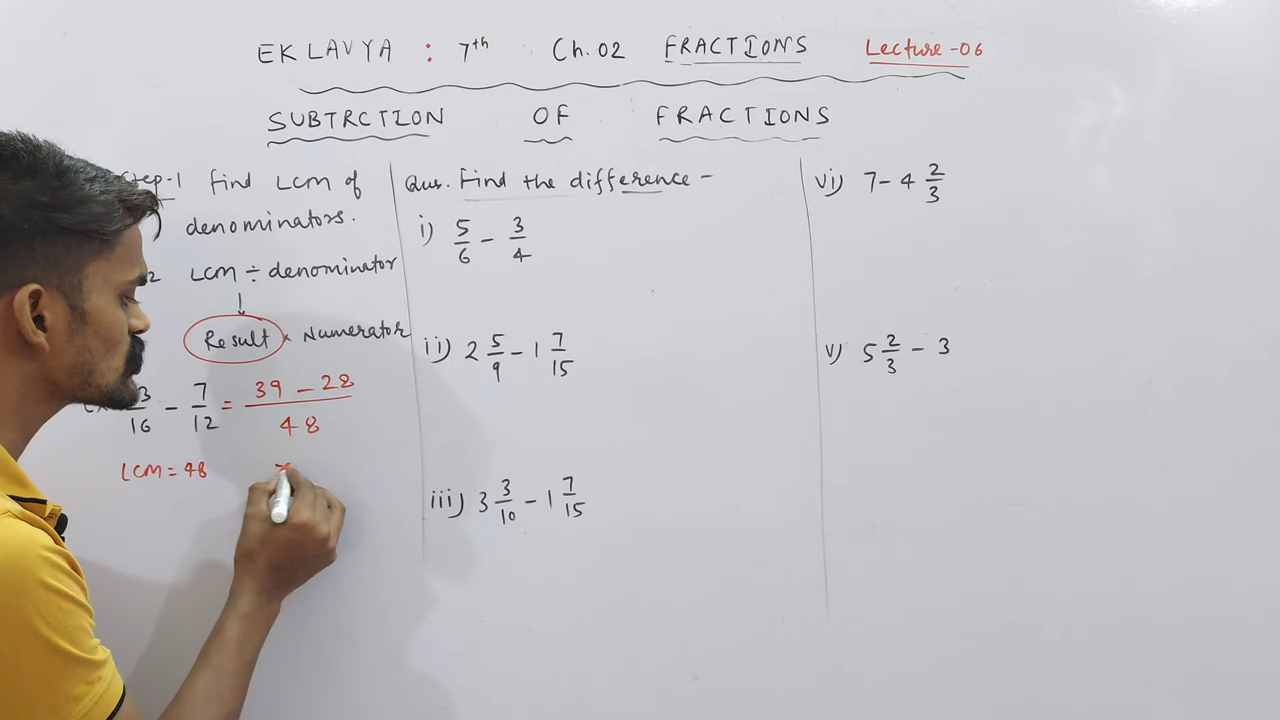 EKLAVYA : 7th Ch. 02 FRACTIONS Lecture -06
SUBTRCTION OF FRACTIONS
Step-1 find LCM of
denominators.
2 LCM ÷ denominator
↓
Result × Numerator
3/16 - 7/12 = 39 - 28 / 48
LCM = 48
Qus. Find the difference -
i) 5/6 - 3/4
ii) 2 5/9 - 1 7/15
iii) 3 3/10 - 1 7/15
vi) 7 - 4 2/3
v) 5 2/3 - 3